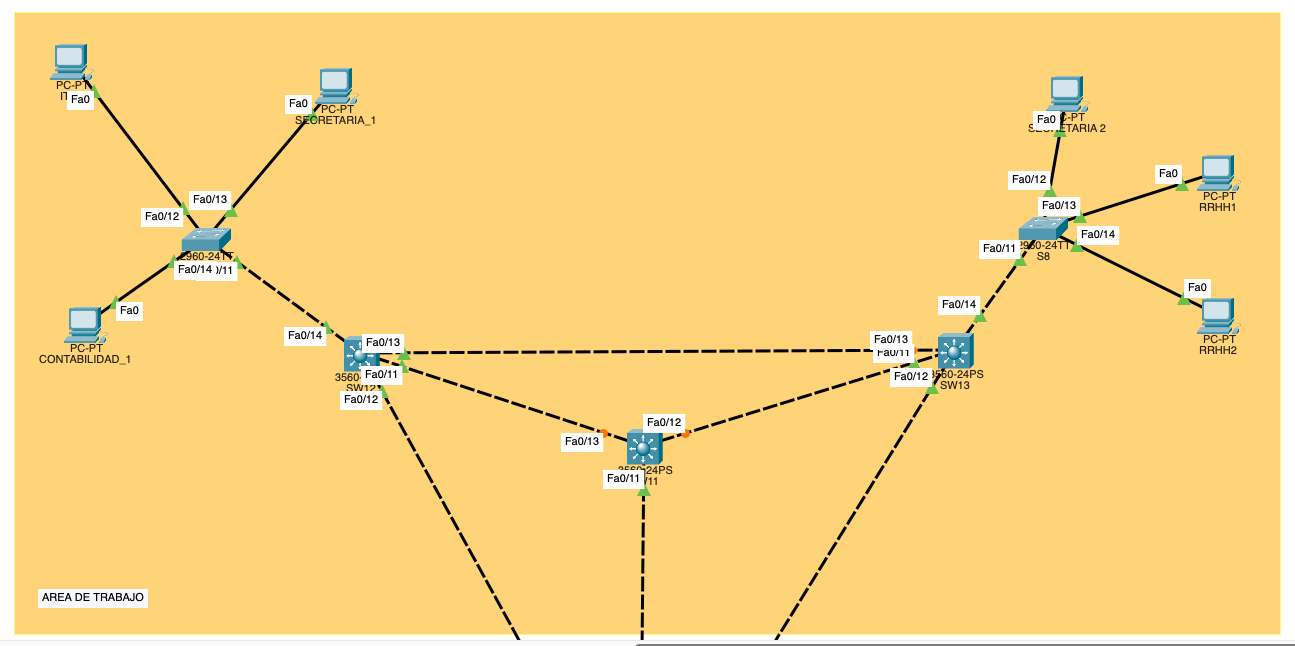 PC-PT
Fa0
Fa0
PC-PT
SECRETARIA_1
Fa0/13
Fa0/12
2960-24TT
Fa0/14
/11
Fa0
PC-PT
CONTABILIDAD_1
Fa0
PC-PT
SECRETARIA 2
Fa0/12
Fa0
PC-PT
RRHH1
Fa0/13
Fa0/14
Fa0/11
2960-24TT
S8
Fa0
PC-PT
RRHH2
Fa0/14
Fa0/14
Fa0/13
3560-
SW12
Fa0/11
Fa0/12
Fa0/13
Fa0/11
Fa0/12
3560-24PS
SW13
Fa0/12
Fa0/13
3560-24PS
Fa0/11
/11
AREA DE TRABAJO